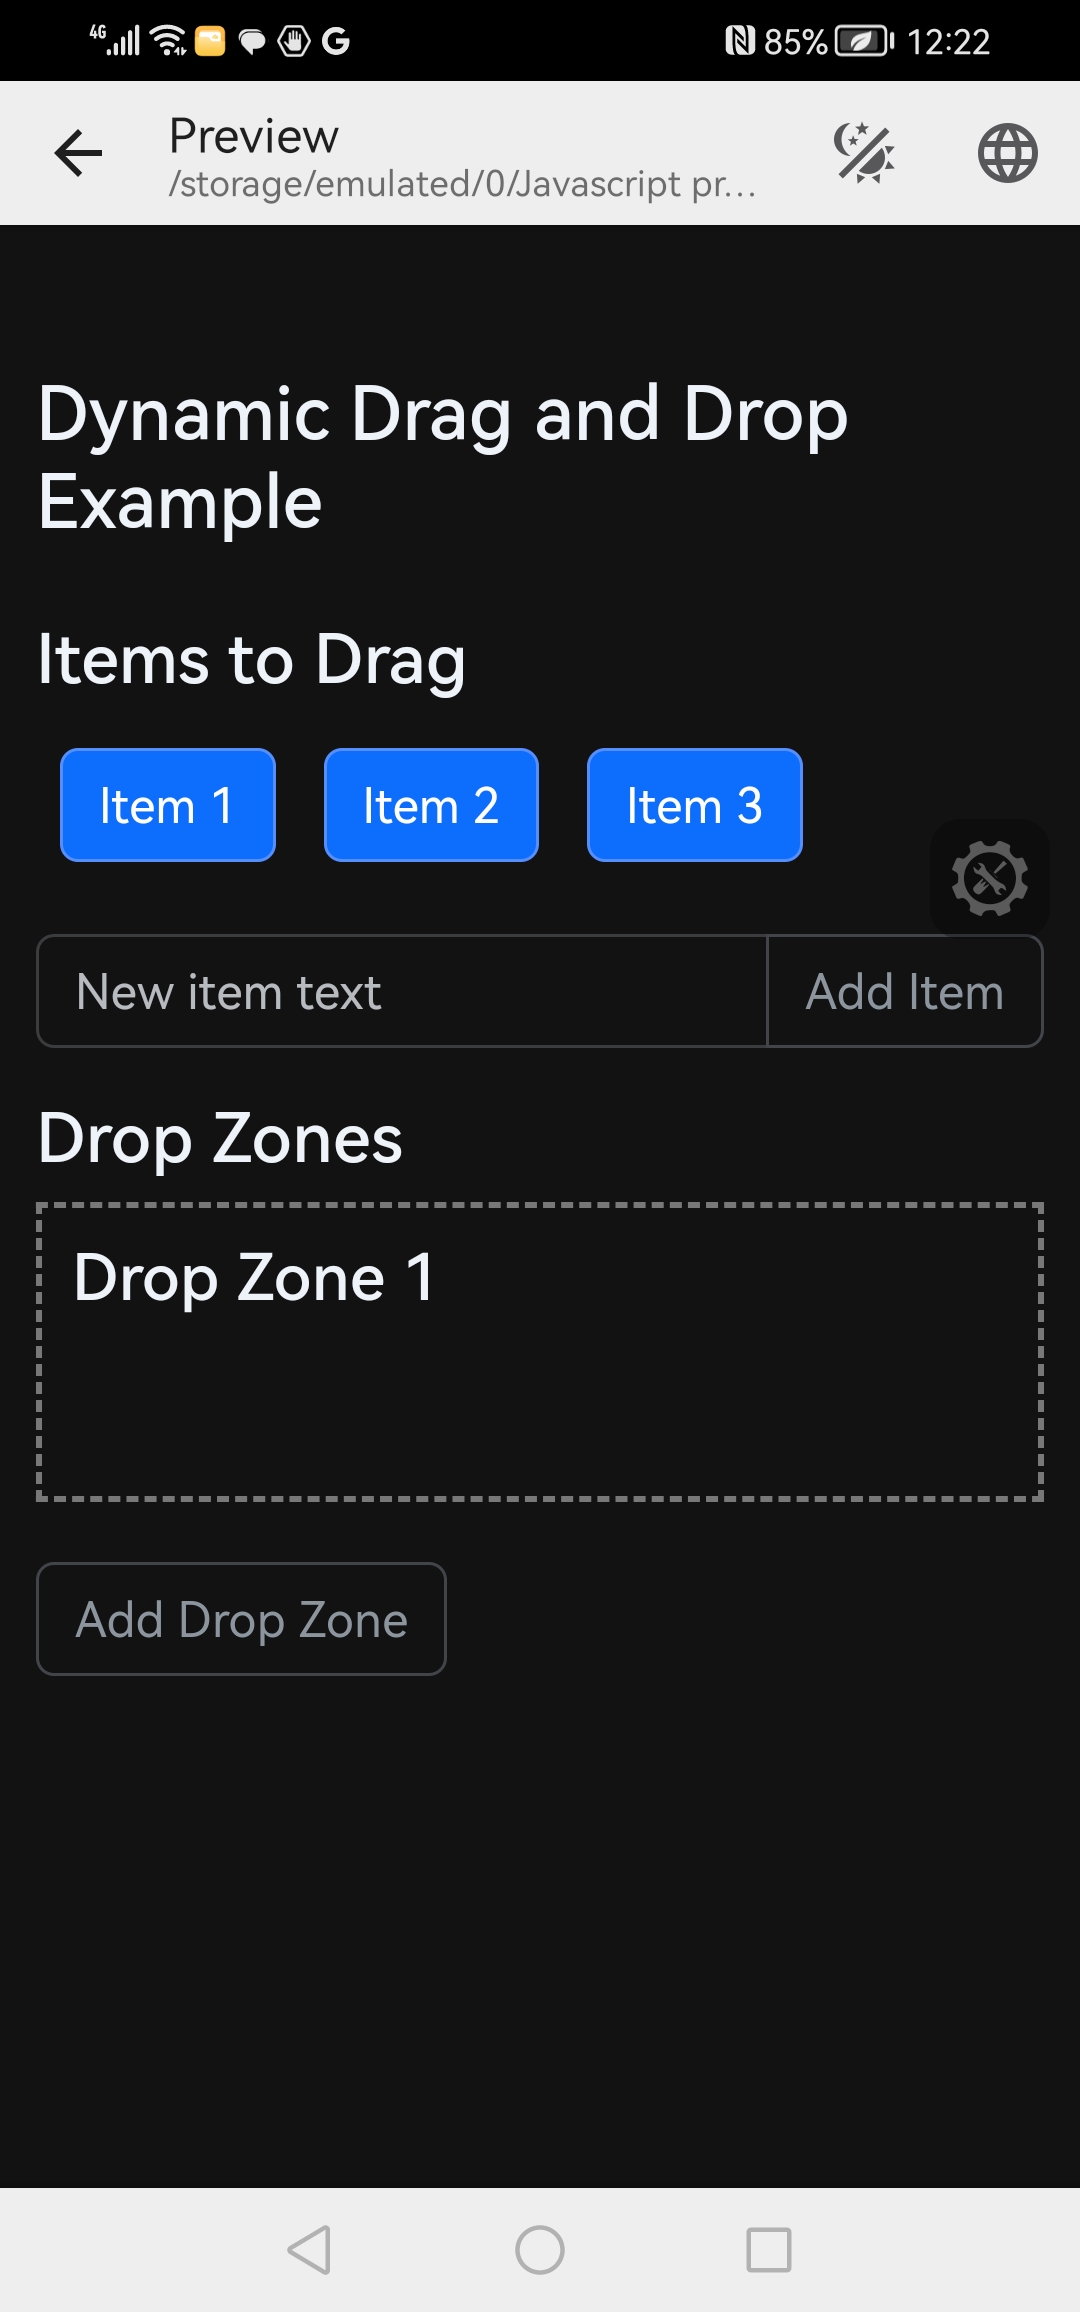 4G 85% 12:22
Preview
/storage/emulated/0/Javascript pr...
Dynamic Drag and Drop
Example
Items to Drag
Item 1 Item 2 Item 3
New item text Add Item
Drop Zones
Drop Zone 1
Add Drop Zone